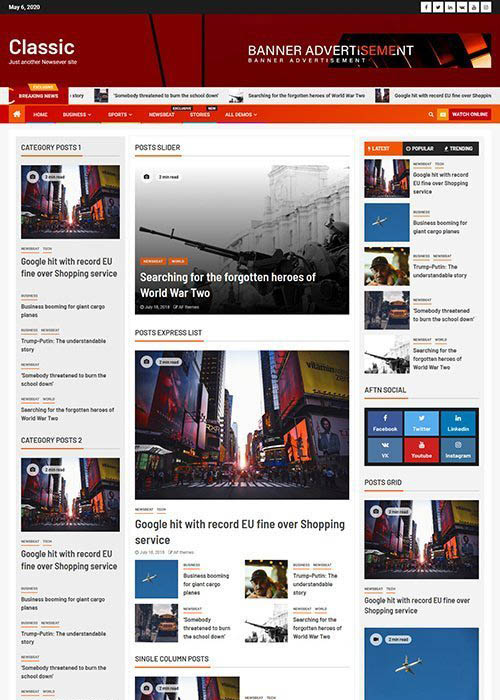 May 6, 2020
Classic
Just another Newsever site
BANNER ADVERTISEMENT
BANNER ADVERTISEMENT
EXCLUSIVE
BREAKING NEWS
story
'Somebody threatened to burn the school down'
Searching for the forgotten heroes of World War Two
Google hit with record EU fine over Shopping
HOME
BUSINESS
SPORTS
NEWSBEAT
EXCLUSIVE
STORIES
NEW
ALL DEMOS
WATCH ONLINE
CATEGORY POSTS 1
2 min read
NEWSBEAT TECH
Google hit with record EU
fine over Shopping service
BUSINESS
Business booming for giant cargo
planes
BUSINESS NEWSBEAT
Trump-Putin: The understandable
story
NEWSBEAT
'Somebody threatened to burn the
school down'
NEWSBEAT WORLD
Searching for the forgotten heroes of
World War Two
CATEGORY POSTS 2
2 min read
NEWSBEAT TECH
Google hit with record EU
fine over Shopping service
BUSINESS
Business booming for giant cargo
planes
BUSINESS NEWSBEAT
Trump-Putin: The understandable
story
NEWSBEAT
'Somebody threatened to burn the
school down'
NEWSBEAT WORLD
POSTS SLIDER
2 min read
NEWSBEAT WORLD
Searching for the forgotten heroes of
World War Two
July 18, 2018 AF themes
POSTS EXPRESS LIST
2 min read
NEWSBEAT TECH
Google hit with record EU fine over Shopping
service
July 18, 2018 AF themes
BUSINESS
Business booming
for giant cargo
planes
BUSINESS NEWSBEAT
Trump-Putin: The
understandable
story
NEWSBEAT
'Somebody
threatened to burn
the school down'
NEWSBEAT WORLD
Searching for the
forgotten heroes of
World War Two
SINGLE COLUMN POSTS
2 min read
NEWSBEAT TECH
LATEST
POPULAR
TRENDING
NEWSBEAT TECH
Google hit with record
EU fine over Shopping
service
BUSINESS
Business booming for
giant cargo planes
BUSINESS NEWSBEAT
Trump-Putin: The
understandable story
NEWSBEAT
'Somebody threatened
to burn the school down'
NEWSBEAT WORLD
Searching for the
forgotten heroes of
World War Two
AFTN SOCIAL
Facebook
Twitter
Linkedin
VK
Youtube
Instagram
POSTS GRID
2 min read
NEWSBEAT TECH
Google hit with record EU fine over
Shopping service
2 min read